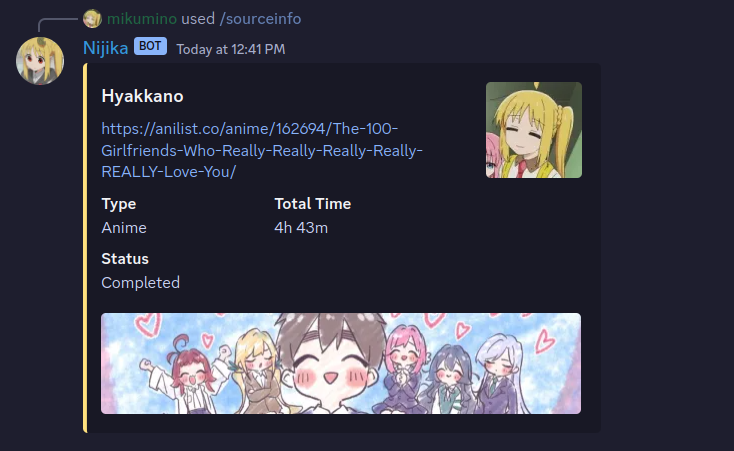 mikumino used /sourceinfo
Nijika BOT Today at 12:41 PM
Hyakkano
https://anilist.co/anime/162694/The-100-
Girlfriends-Who-Really-Really-Really-Really-
REALLY-Love-You/
Type Total Time
Anime 4h 43m
Status
Completed